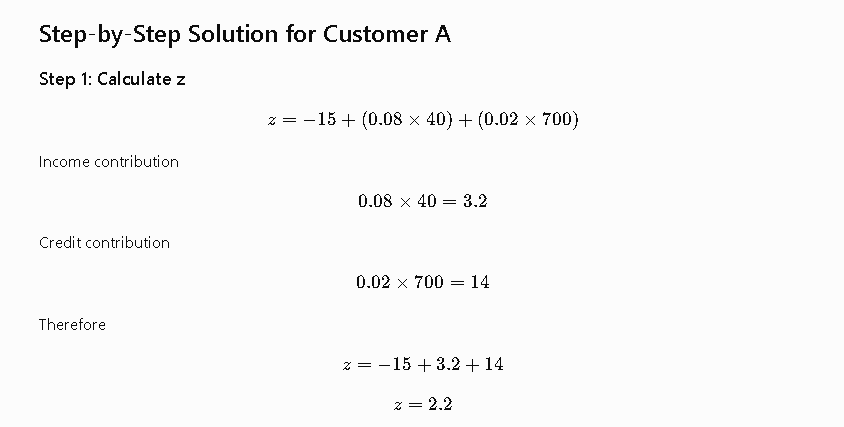 Step-by-Step Solution for Customer A
Step 1: Calculate z
z = −15 + (0.08 × 40) + (0.02 × 700)
Income contribution
0.08 × 40 = 3.2
Credit contribution
0.02 × 700 = 14
Therefore
z = −15 + 3.2 + 14
z = 2.2